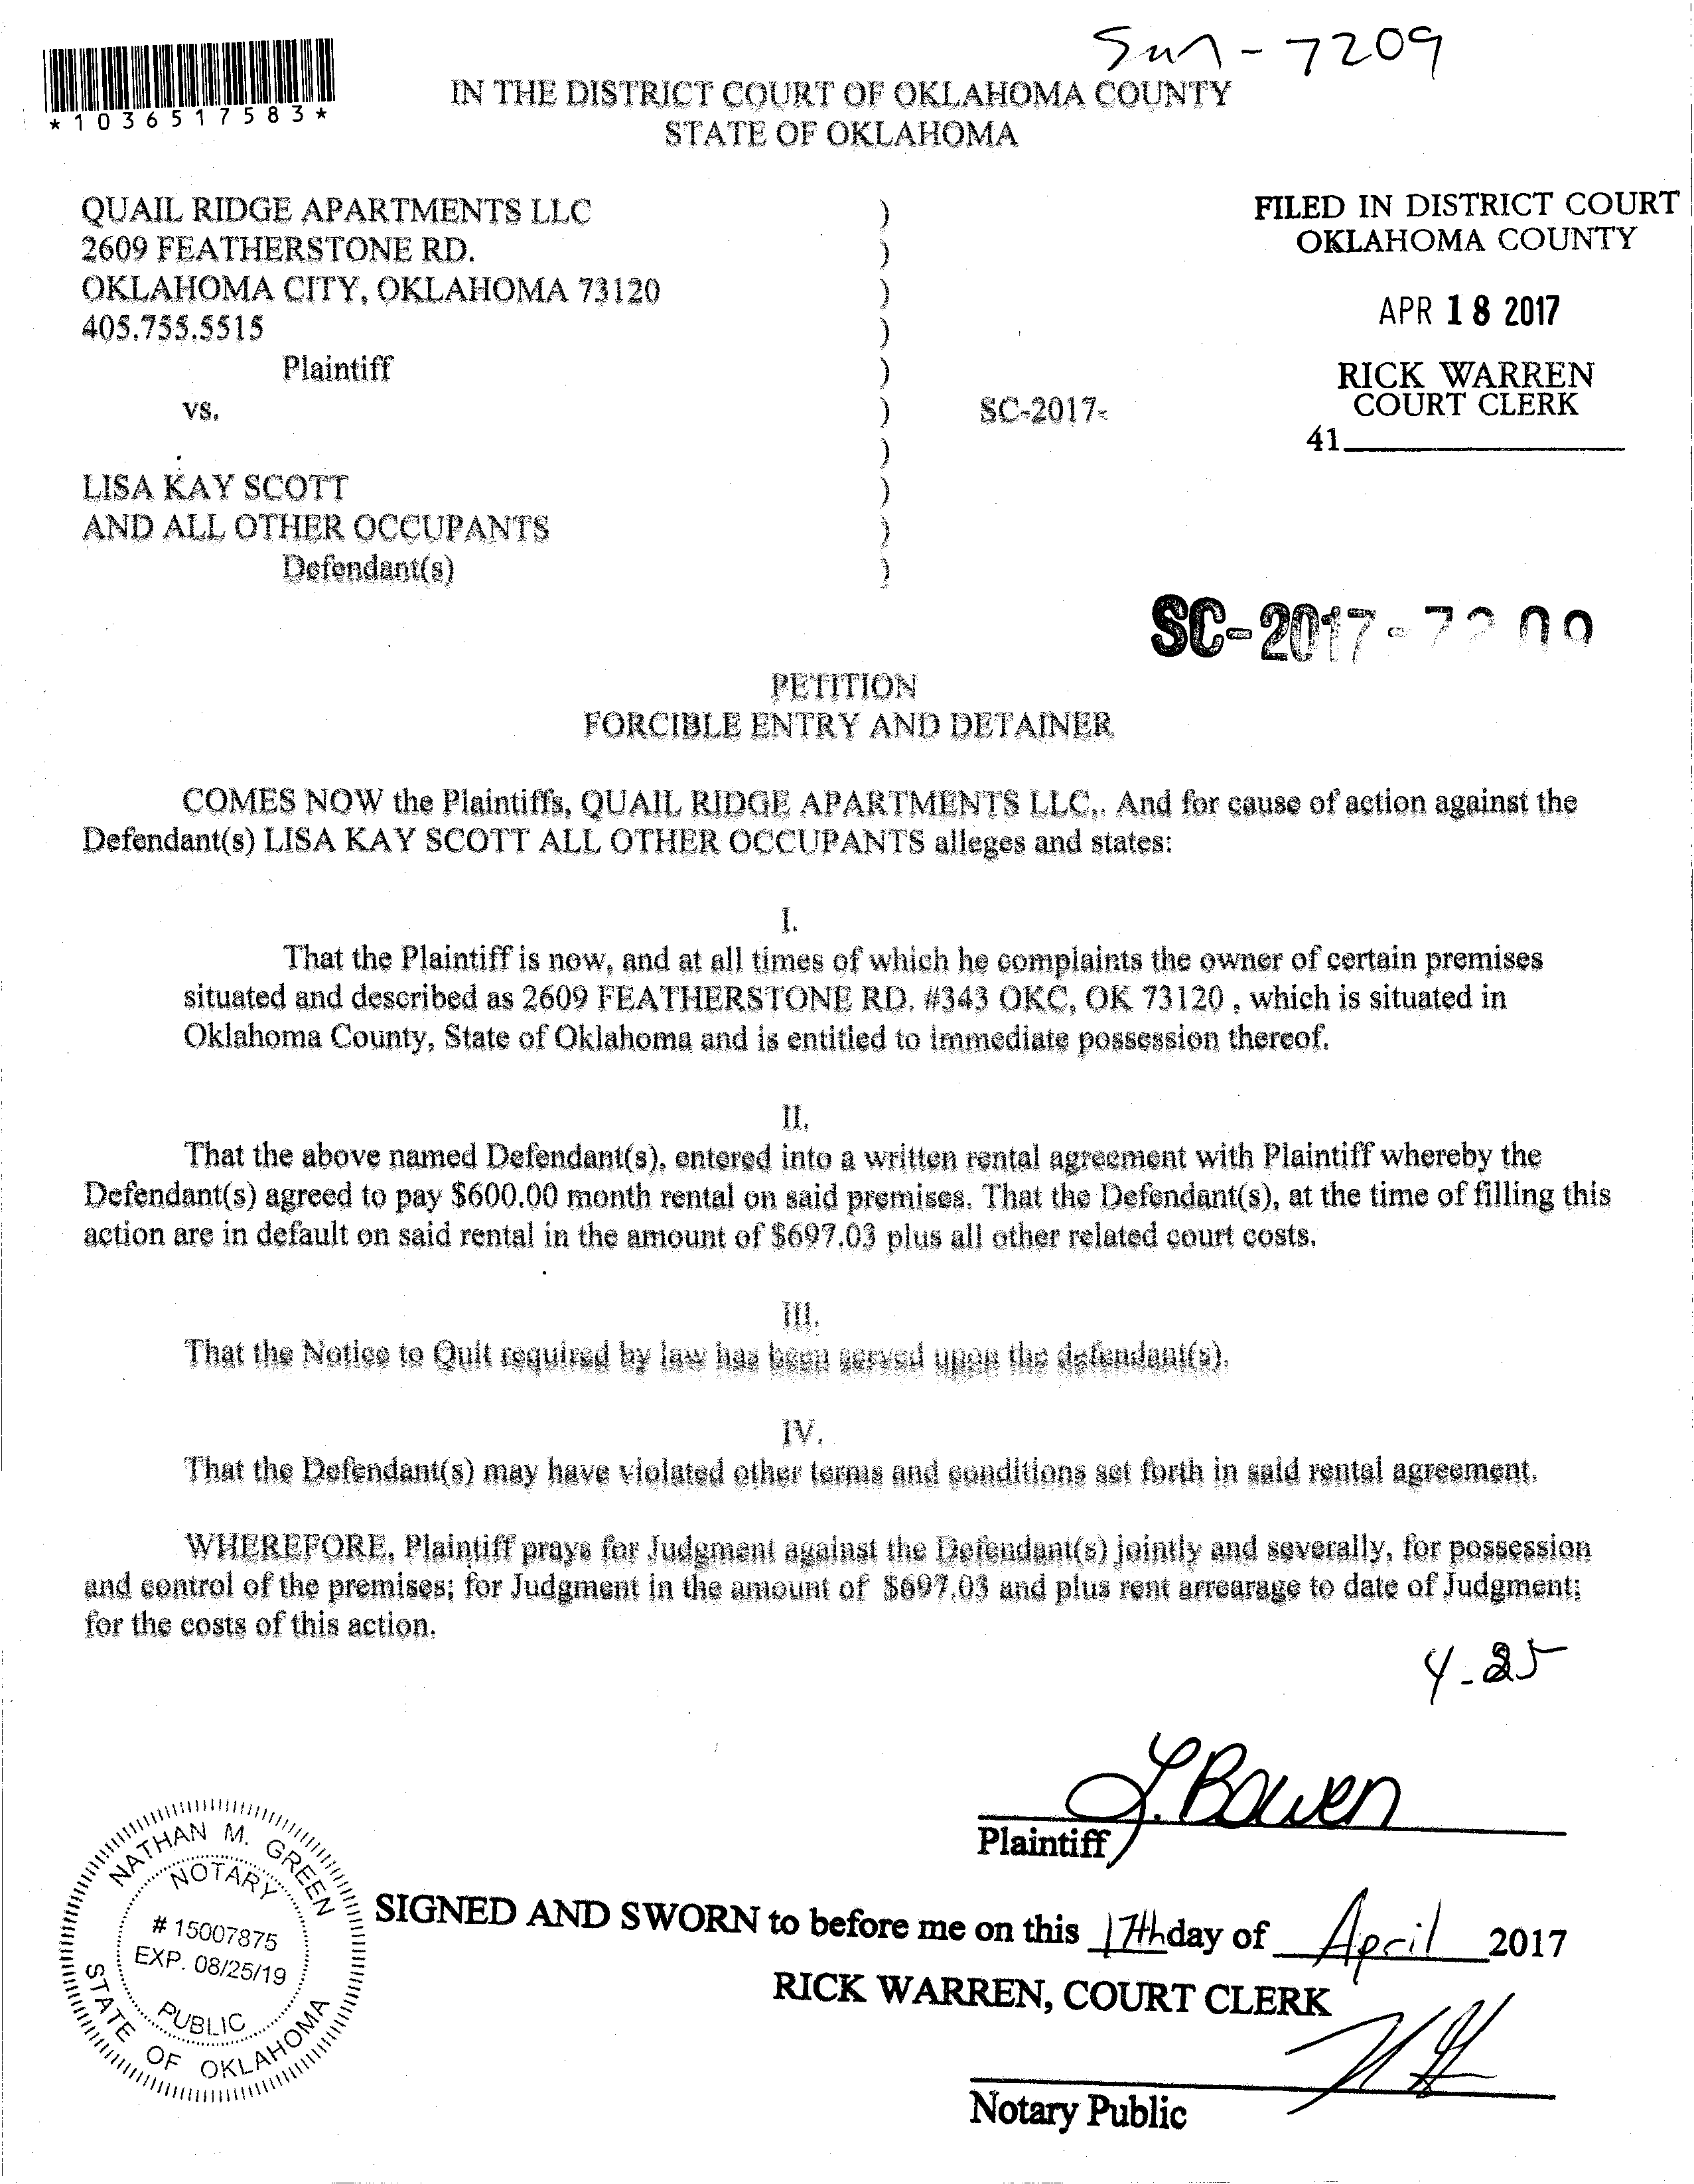 Sum - 7209
*1036517583*
IN THE DISTRICT COURT OF OKLAHOMA COUNTY
STATE OF OKLAHOMA
QUAIL RIDGE APARTMENTS LLC )
2609 FEATHERSTONE RD. )
OKLAHOMA CITY, OKLAHOMA 73120 )
405.755.5515 )
Plaintiff )
vs. ) SC-2017-
)
LISA KAY SCOTT )
AND ALL OTHER OCCUPANTS )
Defendant(s) )
FILED IN DISTRICT COURT
OKLAHOMA COUNTY
APR 18 2017
RICK WARREN
COURT CLERK
41
SC-2017-7209
PETITION
FORCIBLE ENTRY AND DETAINER
COMES NOW the Plaintiffs, QUAIL RIDGE APARTMENTS LLC,. And for cause of action against the
Defendant(s) LISA KAY SCOTT ALL OTHER OCCUPANTS alleges and states:
I.
That the Plaintiff is now, and at all times of which he complaints the owner of certain premises
situated and described as 2609 FEATHERSTONE RD. #343 OKC, OK 73120 , which is situated in
Oklahoma County, State of Oklahoma and is entitled to immediate possession thereof.
II.
That the above named Defendant(s), entered into a written rental agreement with Plaintiff whereby the
Defendant(s) agreed to pay $600.00 month rental on said premises. That the Defendant(s), at the time of filling this
action are in default on said rental in the amount of $697.03 plus all other related court costs.
III.
That the Notice to Quit required by law has been served upon the defendant(s).
IV.
That the Defendant(s) may have violated other terms and conditions set forth in said rental agreement.
WHEREFORE, Plaintiff prays for Judgment against the Defendant(s) jointly and severally, for possession
and control of the premises; for Judgment in the amount of $697.03 and plus rent arrearage to date of Judgment;
for the costs of this action.
4-25
L. Bowen
Plaintiff
NATHAN M. GREEN
NOTARY
# 15007875
EXP. 08/25/19
PUBLIC
STATE OF OKLAHOMA
SIGNED AND SWORN to before me on this 17th day of April 2017
RICK WARREN, COURT CLERK
Notary Public